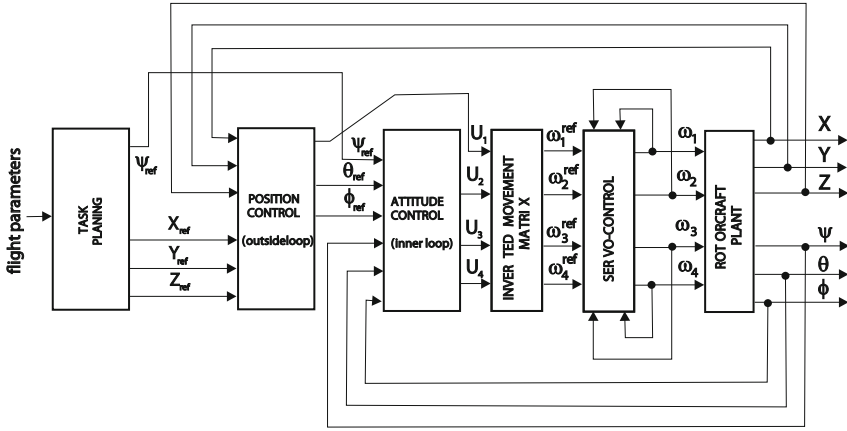 flight parameters
TASK
PLANING
ψref
Xref
Yref
Zref
POSITION
CONTROL
(outsideloop)
ψref
θref
ϕref
ATTITUDE
CONTROL
(inner loop)
U1
U2
U3
U4
INVER TED MOVEMENT
MATRI X
ω1ref
ω2ref
ω3ref
ω4ref
SER VO-CONTROL
ω1
ω2
ω3
ω4
ROT ORCRAFT
PLANT
X
Y
Z
ψ
θ
ϕ